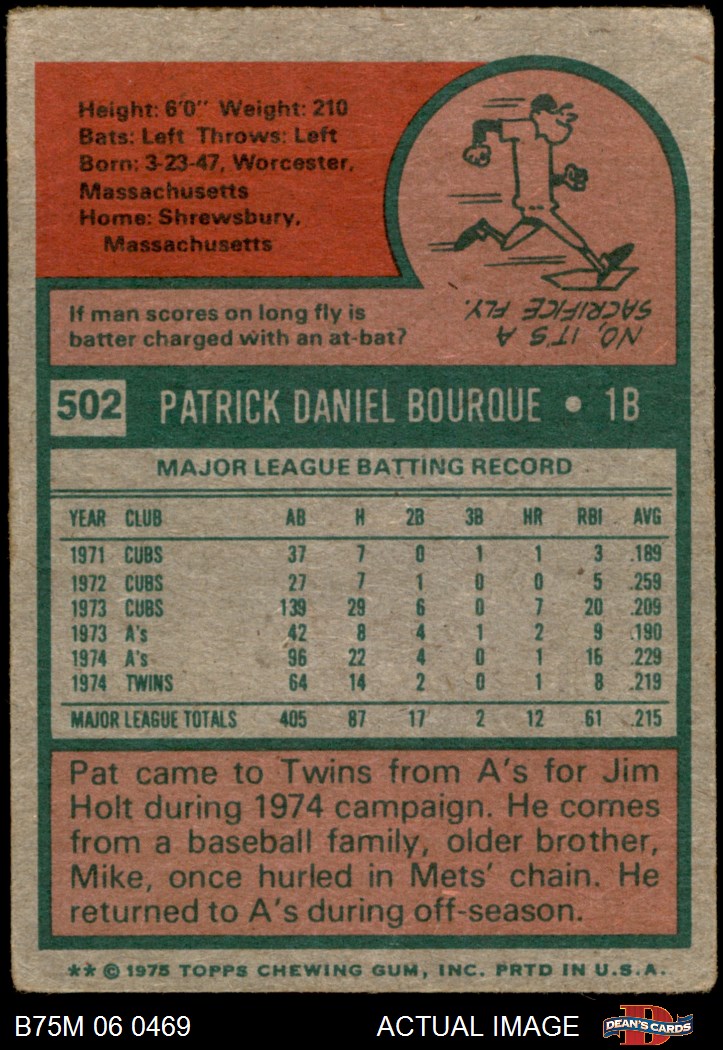 Height: 6'0" Weight: 210
Bats: Left Throws: Left
Born: 3-23-47, Worcester,
Massachusetts
Home: Shrewsbury,
Massachusetts
If man scores on long fly is
batter charged with an at-bat?
NO, IT'S A
SACRIFICE FLY.
502 PATRICK DANIEL BOURQUE • 1B
MAJOR LEAGUE BATTING RECORD
YEAR CLUB AB H 2B 3B HR RBI AVG
1971 CUBS 37 7 0 1 1 3 .189
1972 CUBS 27 7 1 0 0 5 .259
1973 CUBS 139 29 6 0 7 20 .209
1973 A's 42 8 4 1 2 9 .190
1974 A's 96 22 4 0 1 16 .229
1974 TWINS 64 14 2 0 1 8 .219
MAJOR LEAGUE TOTALS 405 87 17 2 12 61 .215
Pat came to Twins from A's for Jim
Holt during 1974 campaign. He comes
from a baseball family, older brother,
Mike, once hurled in Mets' chain. He
returned to A's during off-season.
** © 1975 TOPPS CHEWING GUM, INC. PRTD IN U.S.A.
B75M 06 0469 ACTUAL IMAGE
D
DEAN'S CARDS